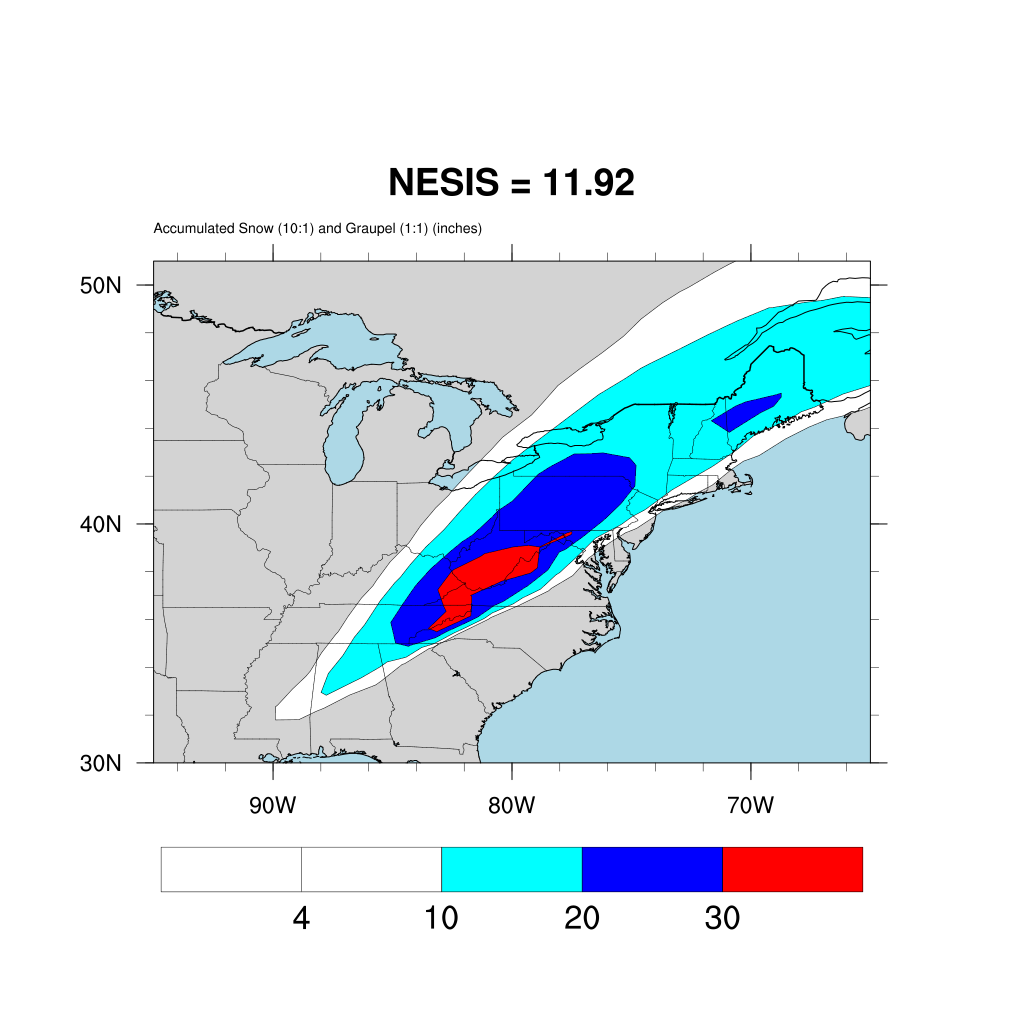 NESIS = 11.92
Accumulated Snow (10:1) and Graupel (1:1) (inches)
50N
40N
30N
90W 80W 70W
4 10 20 30